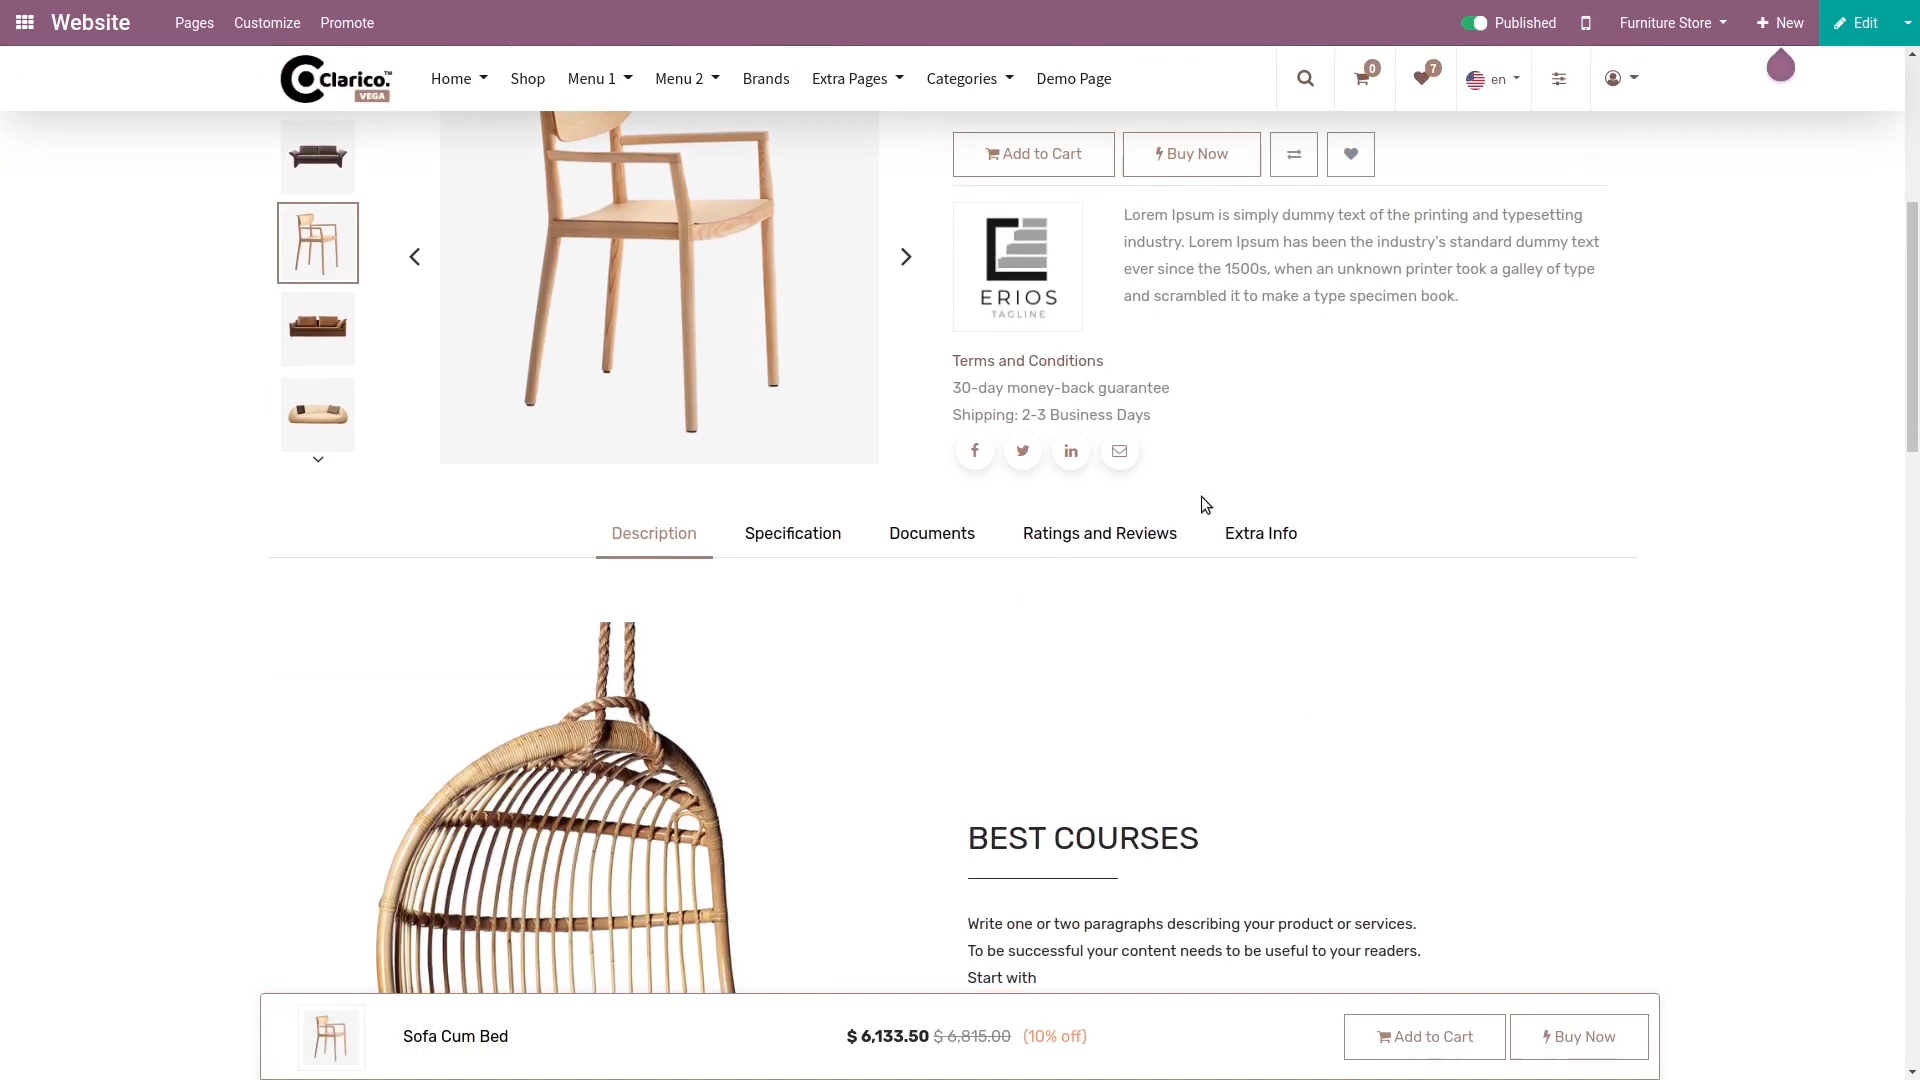 Website
Pages
Customize
Promote
Published
Furniture Store
New
Edit
Clarico.™
VEGA
Home
Shop
Menu 1
Menu 2
Brands
Extra Pages
Categories
Demo Page
0
7
en
Add to Cart
Buy Now
ERIOS
TAGLINE
Lorem Ipsum is simply dummy text of the printing and typesetting
industry. Lorem Ipsum has been the industry's standard dummy text
ever since the 1500s, when an unknown printer took a galley of type
and scrambled it to make a type specimen book.
Terms and Conditions
30-day money-back guarantee
Shipping: 2-3 Business Days
Description
Specification
Documents
Ratings and Reviews
Extra Info
BEST COURSES
Write one or two paragraphs describing your product or services.
To be successful your content needs to be useful to your readers.
Start with
Sofa Cum Bed
$ 6,133.50 $ 6,815.00 (10% off)
Add to Cart
Buy Now